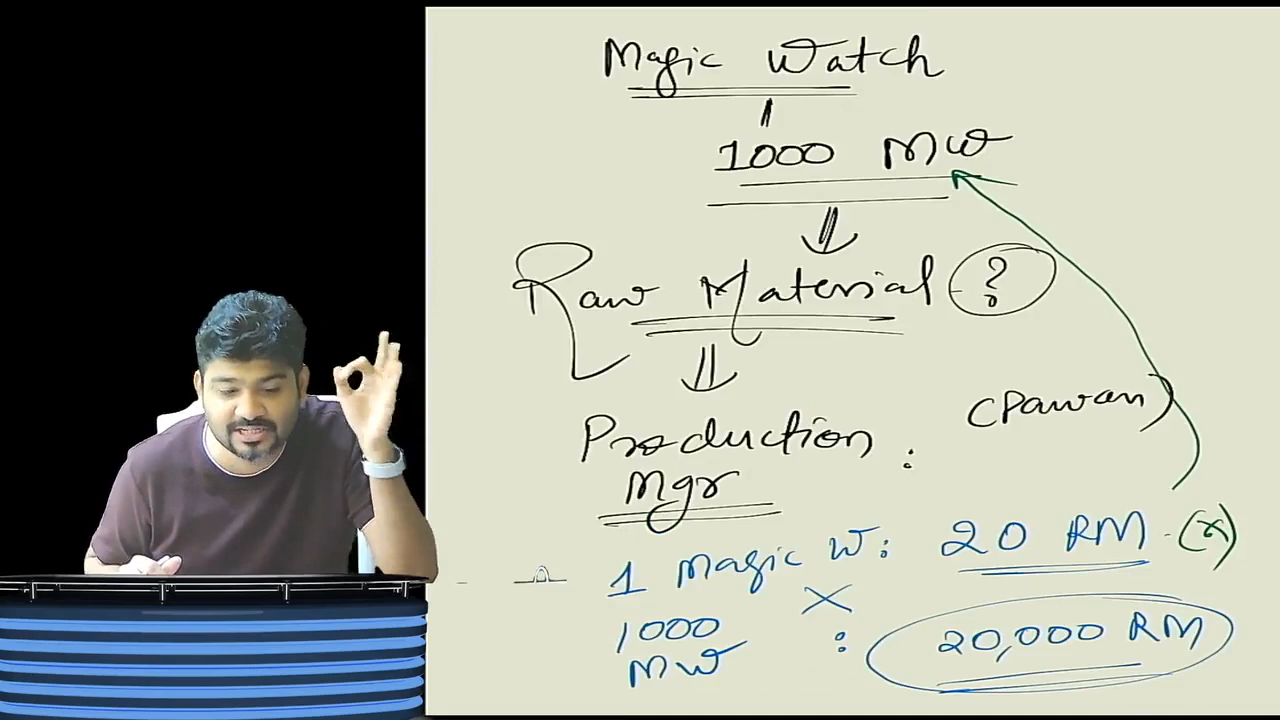 Magic Watch
1000 MW
Raw Material ?
Production :
Mgr
(Pawan)
1 Magic W: 20 RM (x)
X
1000 : 20,000 RM
MW